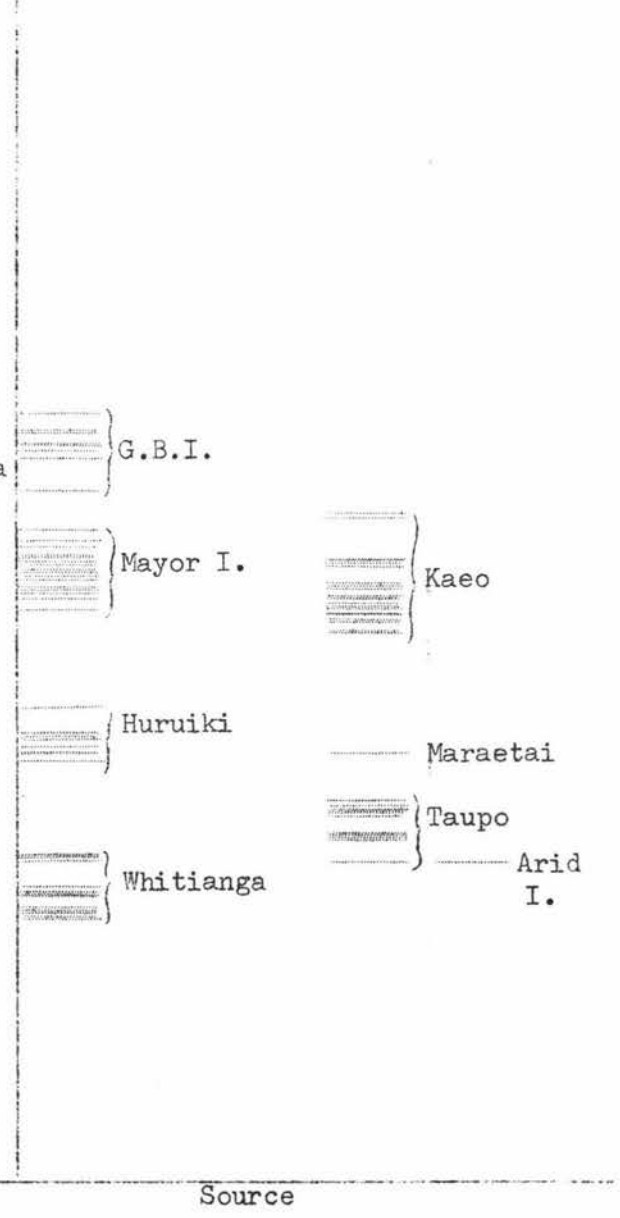 G.B.I.
a
Mayor I.
Kaeo
Huruiki
Maraetai
Taupo
Whitianga
Arid
I.
Source